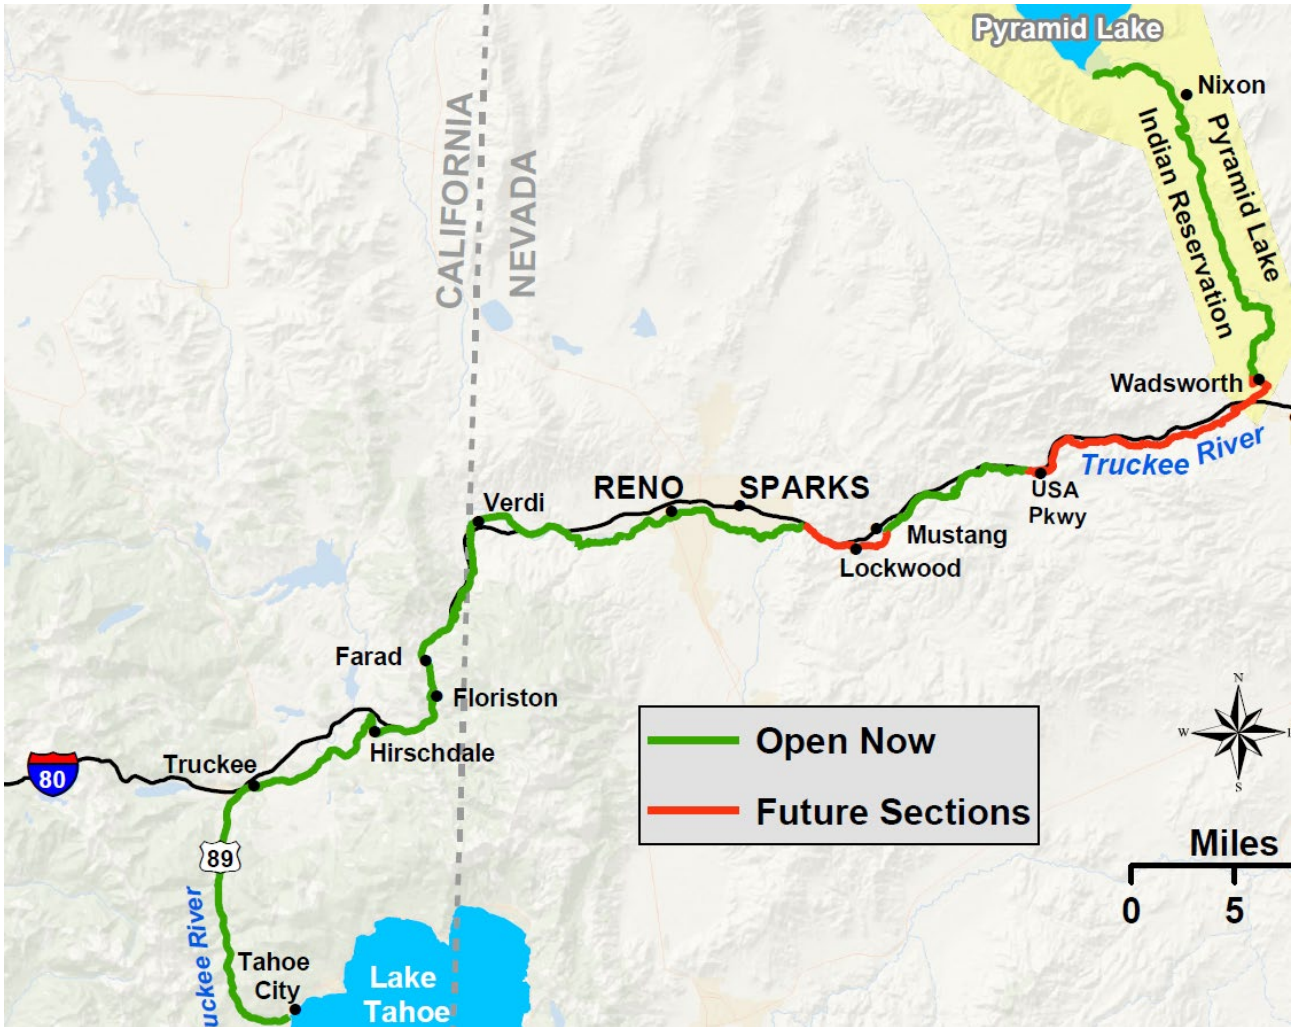 Pyramid Lake
Nixon
Pyramid Lake
Indian Reservation
CALIFORNIA
NEVADA
Wadsworth
Truckee River
USA
Pkwy
RENO
SPARKS
Verdi
Mustang
Lockwood
Farad
Floriston
Hirschdale
Truckee
80
89
Open Now
Future Sections
N
W
S
Miles
0 5
uckee River
Tahoe
City
Lake
Tahoe